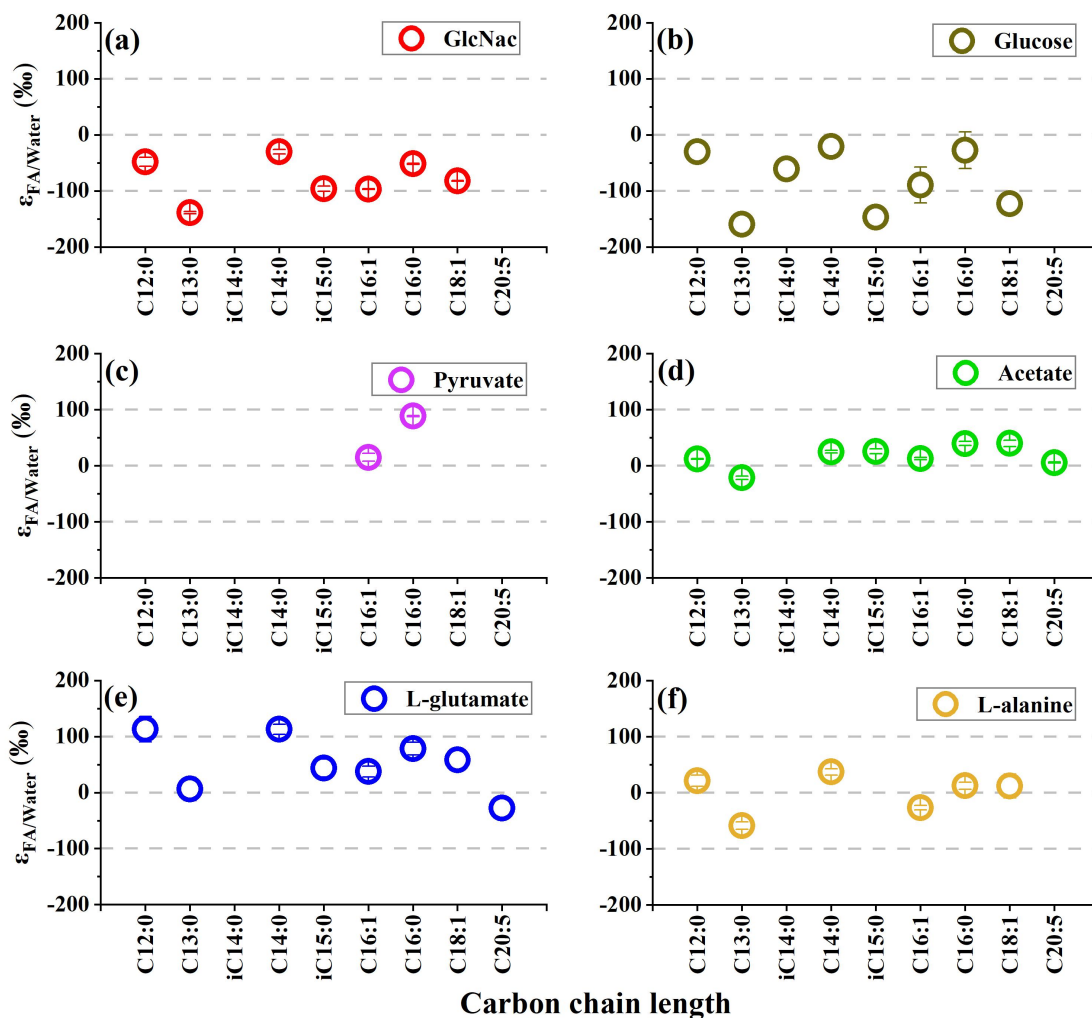 (a)
GlcNac
ε_FA/Water (‰)
200
100
0
-100
-200
C12:0
C13:0
iC14:0
C14:0
iC15:0
C16:1
C16:0
C18:1
C20:5
(b)
Glucose
200
100
0
-100
-200
C12:0
C13:0
iC14:0
C14:0
iC15:0
C16:1
C16:0
C18:1
C20:5
(c)
Pyruvate
ε_FA/Water (‰)
200
100
0
-100
-200
C12:0
C13:0
iC14:0
C14:0
iC15:0
C16:1
C16:0
C18:1
C20:5
(d)
Acetate
200
100
0
-100
-200
C12:0
C13:0
iC14:0
C14:0
iC15:0
C16:1
C16:0
C18:1
C20:5
(e)
L-glutamate
ε_FA/Water (‰)
200
100
0
-100
-200
C12:0
C13:0
iC14:0
C14:0
iC15:0
C16:1
C16:0
C18:1
C20:5
(f)
L-alanine
200
100
0
-100
-200
C12:0
C13:0
iC14:0
C14:0
iC15:0
C16:1
C16:0
C18:1
C20:5
Carbon chain length